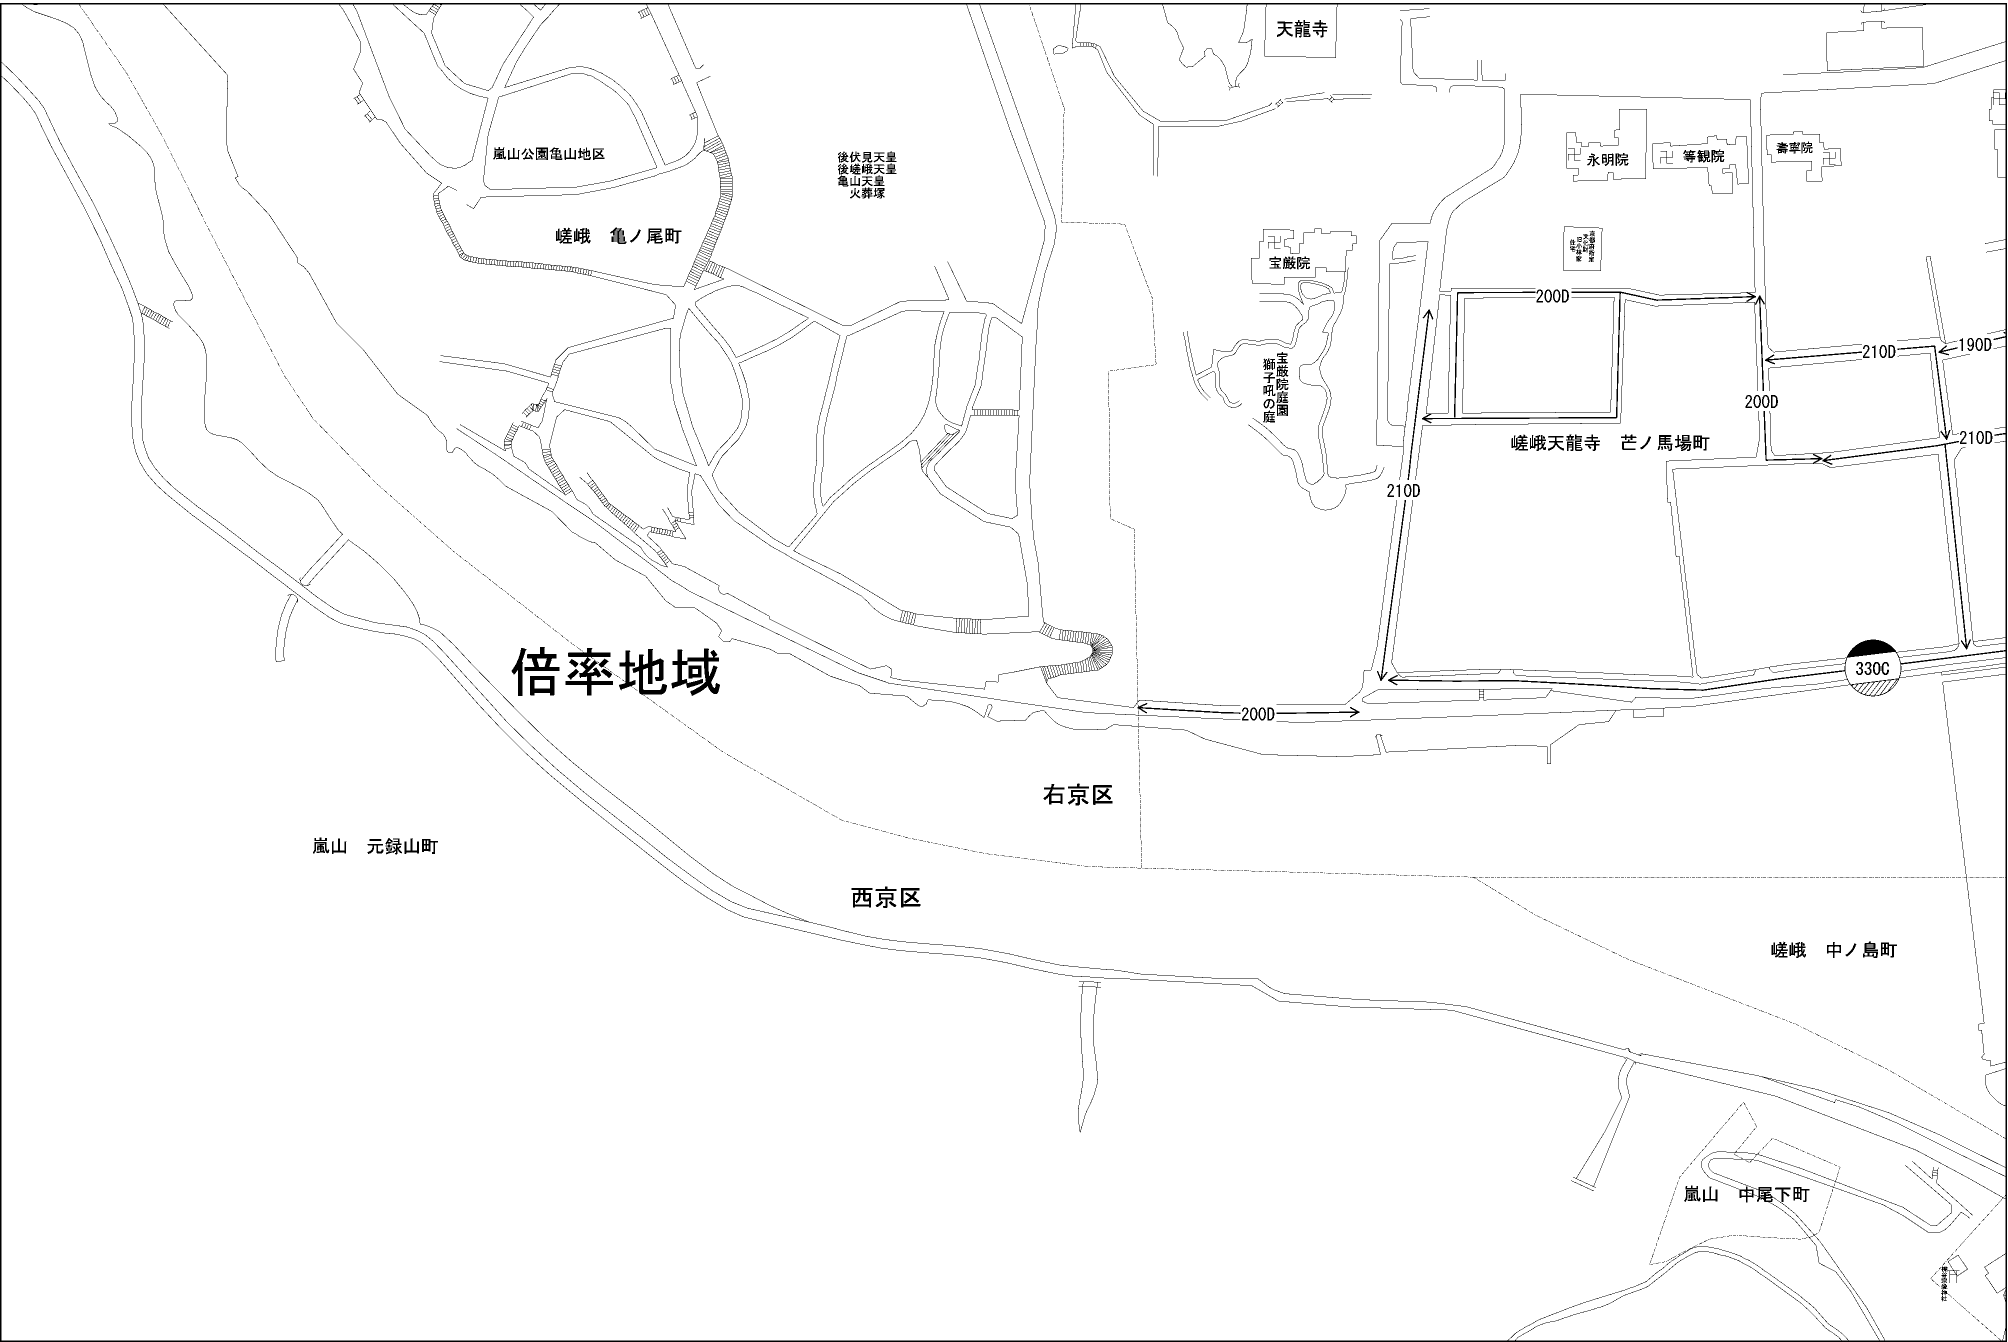 天龍寺
嵐山公園亀山地区
後伏見天皇
後嵯峨天皇
亀山天皇
火葬塚
永明院
等観院
壽寧院
嵯峨　亀ノ尾町
宝厳院
200D
210D
190D
宝厳院庭園
獅子吼の庭
200D
嵯峨天龍寺　芒ノ馬場町
210D
210D
倍率地域
330C
200D
右京区
嵐山　元録山町
西京区
嵯峨　中ノ島町
嵐山　中尾下町